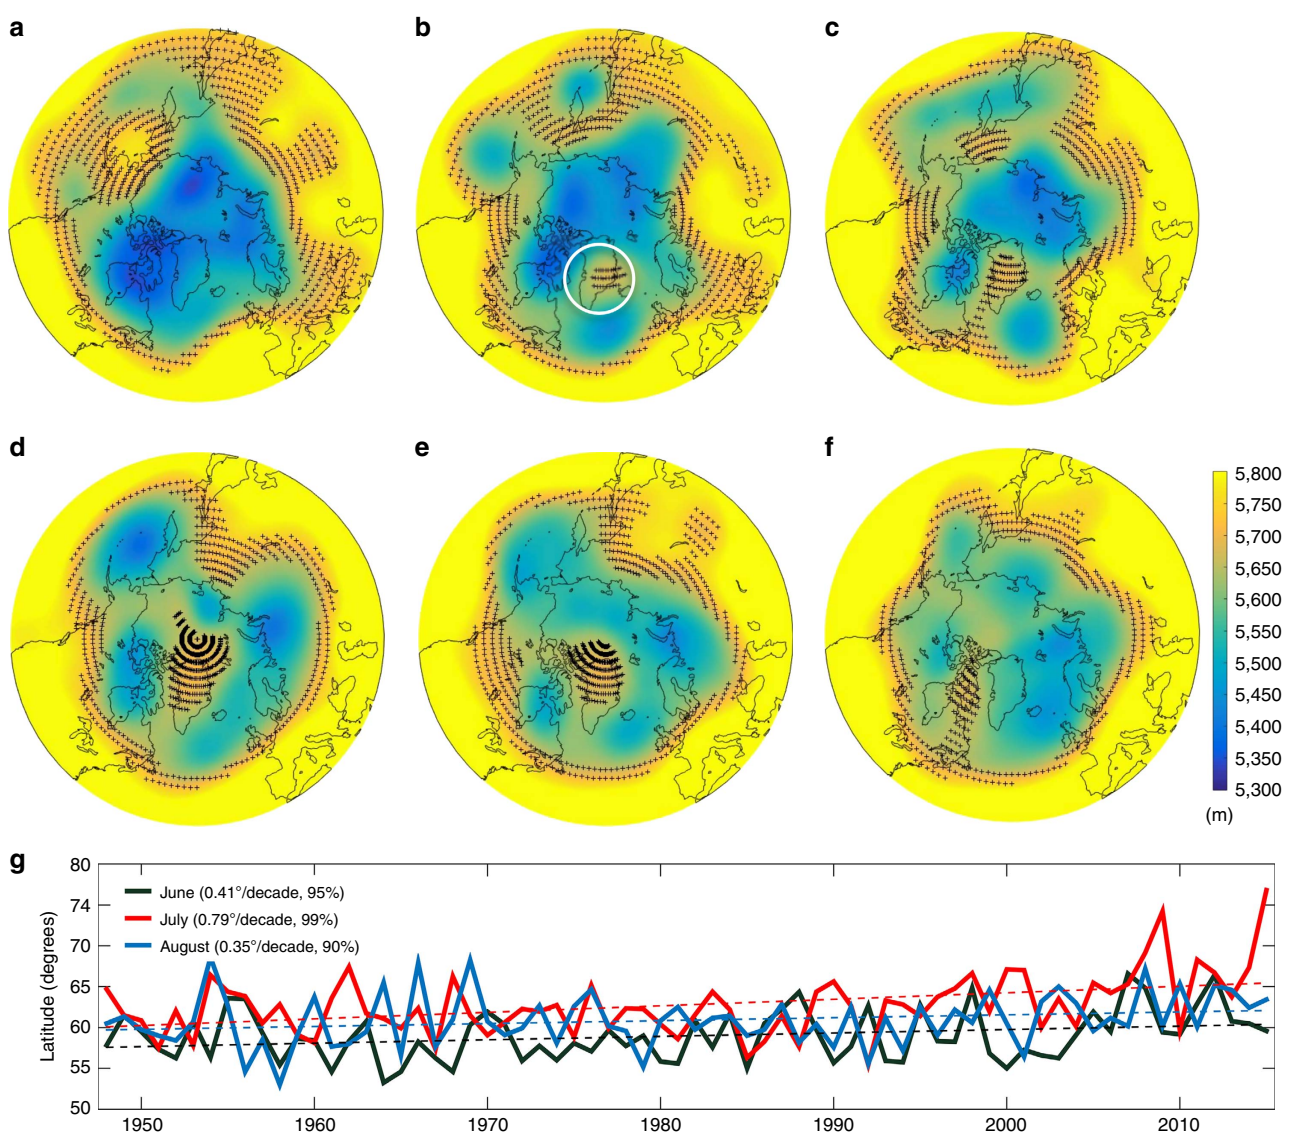 a
b
c
d
e
f
5,800
5,750
5,700
5,650
5,600
5,550
5,500
5,450
5,400
5,350
5,300
(m)
g
80
74
70
65
60
55
50
Latitude (degrees)
June (0.41°/decade, 95%)
July (0.79°/decade, 99%)
August (0.35°/decade, 90%)
1950 1960 1970 1980 1990 2000 2010